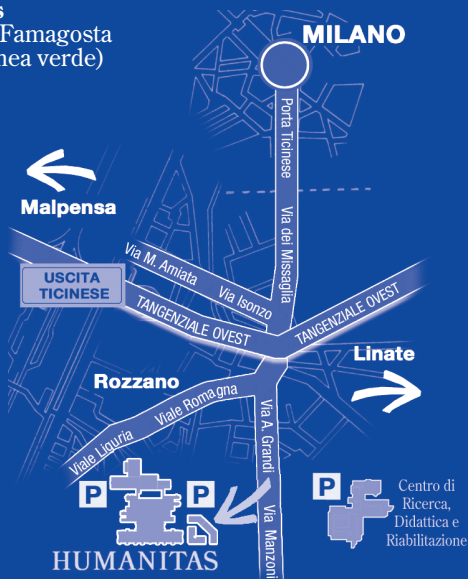 s
Famagosta
nea verde)
MILANO
Porta Ticinese
Via dei Missaglia
Malpensa
Via M. Amiata
Via Isonzo
USCITA
TICINESE
TANGENZIALE OVEST
TANGENZIALE OVEST
Linate
Rozzano
Viale Liguria
Viale Romagna
Via A. Grandi
Via Manzoni
P
P
HUMANITAS
P
Centro di
Ricerca,
Didattica e
Riabilitazione